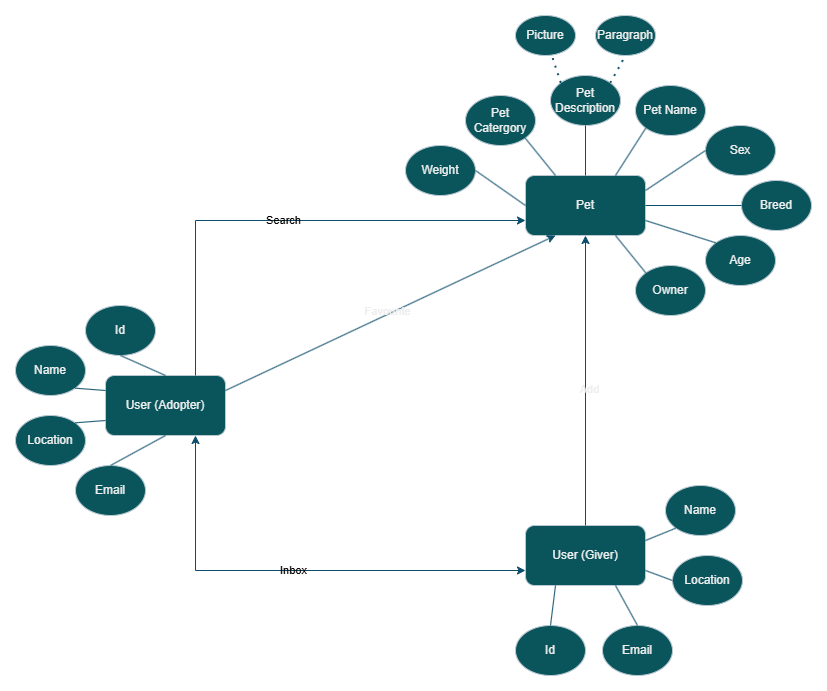 Picture
Paragraph
Pet
Description
Pet Name
Pet
Catergory
Sex
Weight
Pet
Breed
Search
Age
Owner
Favourite
Id
Name
User (Adopter)
Add
Location
Email
Name
User (Giver)
Inbox
Location
Id
Email